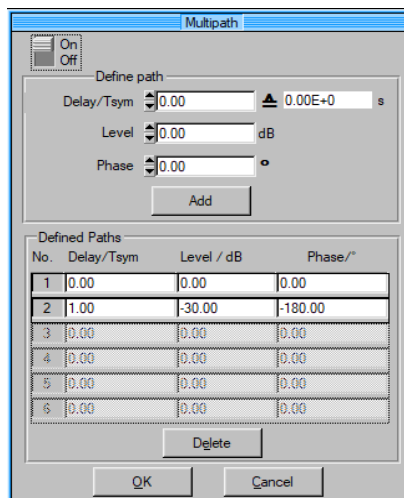 Multipath
On
Off
Define path
Delay/Tsym 0.00 ≙ 0.00E+0 s
Level 0.00 dB
Phase 0.00 °
Add
Defined Paths
No. Delay/Tsym Level / dB Phase/°
1 0.00 0.00 0.00
2 1.00 -30.00 -180.00
3 0.00 0.00 0.00
4 0.00 0.00 0.00
5 0.00 0.00 0.00
6 0.00 0.00 0.00
Delete
OK Cancel